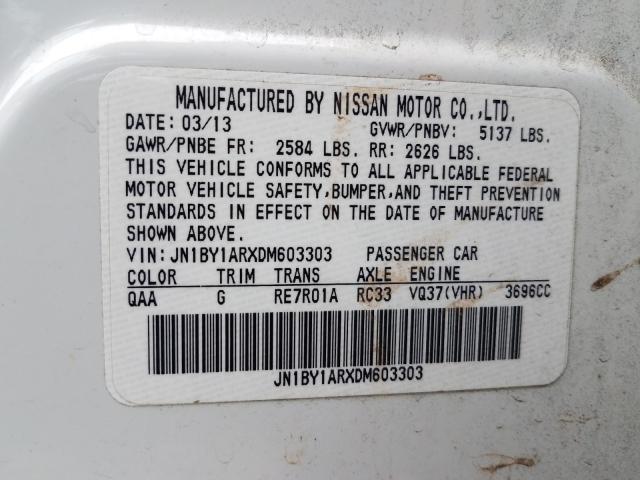 MANUFACTURED BY NISSAN MOTOR CO.,LTD.
DATE: 03/13 GVWR/PNBV: 5137 LBS.
GAWR/PNBE FR: 2584 LBS. RR: 2626 LBS.
THIS VEHICLE CONFORMS TO ALL APPLICABLE FEDERAL
MOTOR VEHICLE SAFETY,BUMPER,AND THEFT PREVENTION
STANDARDS IN EFFECT ON THE DATE OF MANUFACTURE
SHOWN ABOVE.
VIN:JN1BY1ARXDM603303 PASSENGER CAR
COLOR TRIM TRANS AXLE ENGINE
QAA G RE7R01A RC33 VQ37(VHR) 3696CC
JN1BY1ARXDM603303